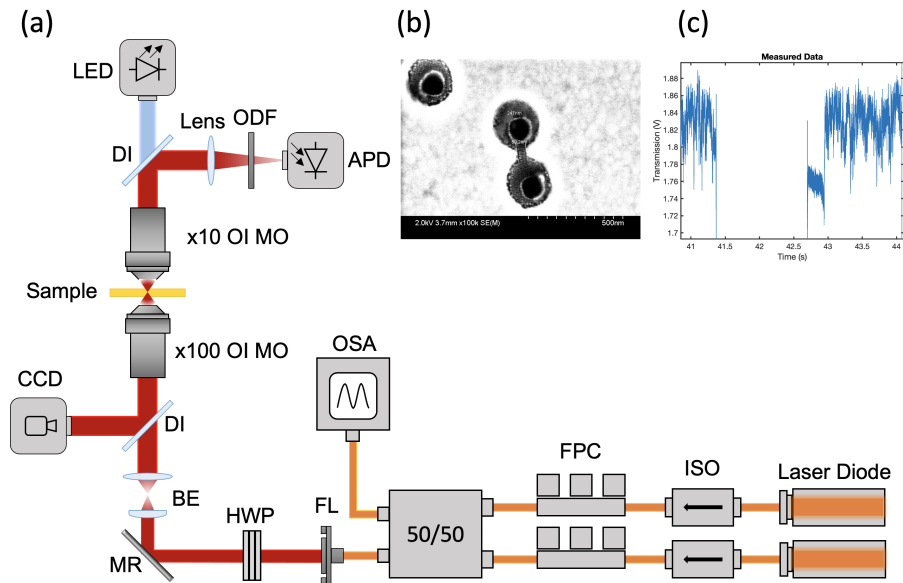 (a)
LED
DI
Lens
ODF
APD
x10 OI MO
Sample
x100 OI MO
CCD
DI
BE
MR
HWP
FL
OSA
50/50
FPC
ISO
Laser Diode
(b)
247nm
2.0kV 3.7mm x100k SE(M)
500nm
(c)
Measured Data
Transmission (V)
1.88
1.86
1.84
1.82
1.8
1.78
1.76
1.74
1.72
1.7
41
41.5
42
42.5
43
43.5
44
Time (s)